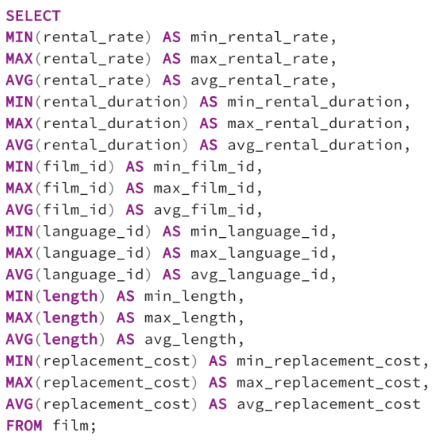 SELECT
MIN(rental_rate) AS min_rental_rate,
MAX(rental_rate) AS max_rental_rate,
AVG(rental_rate) AS avg_rental_rate,
MIN(rental_duration) AS min_rental_duration,
MAX(rental_duration) AS max_rental_duration,
AVG(rental_duration) AS avg_rental_duration,
MIN(film_id) AS min_film_id,
MAX(film_id) AS max_film_id,
AVG(film_id) AS avg_film_id,
MIN(language_id) AS min_language_id,
MAX(language_id) AS max_language_id,
AVG(language_id) AS avg_language_id,
MIN(length) AS min_length,
MAX(length) AS max_length,
AVG(length) AS avg_length,
MIN(replacement_cost) AS min_replacement_cost,
MAX(replacement_cost) AS max_replacement_cost,
AVG(replacement_cost) AS avg_replacement_cost
FROM film;